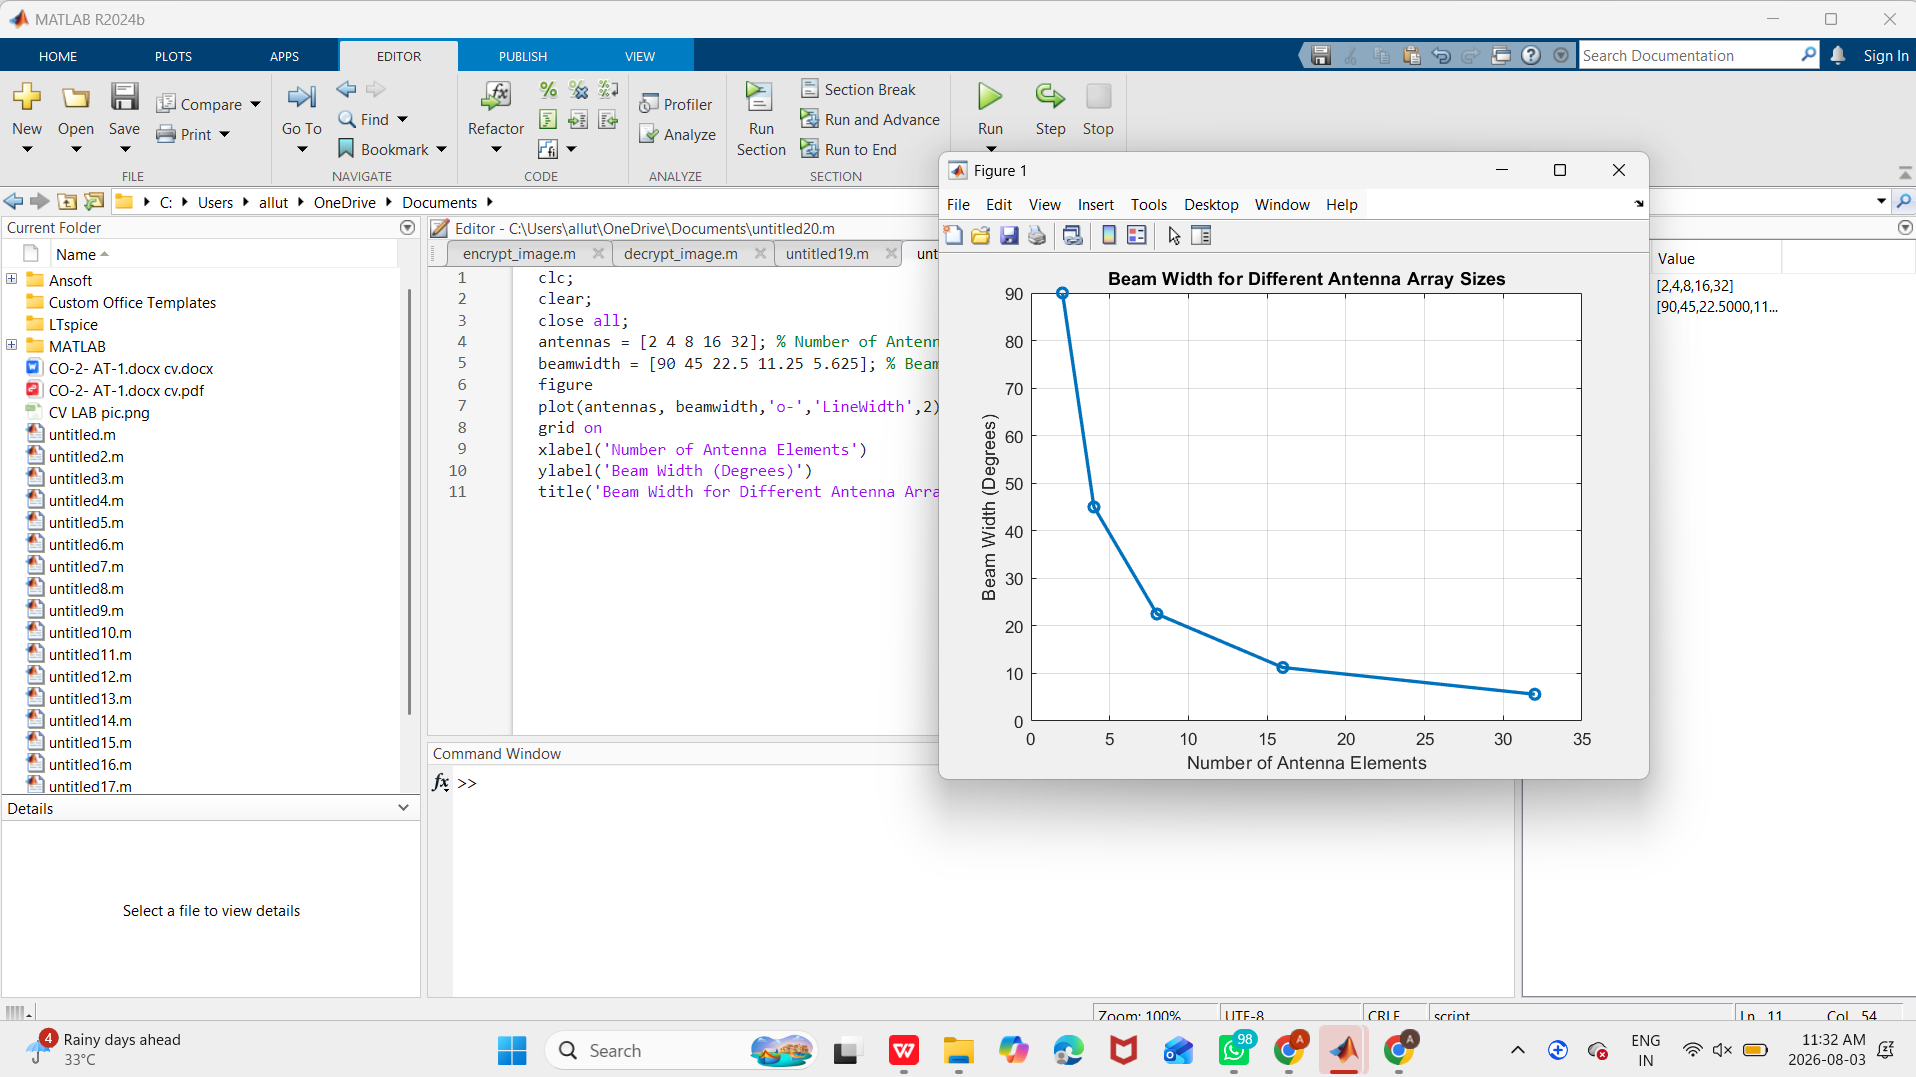 MATLAB R2024b
HOME PLOTS APPS EDITOR PUBLISH VIEW
Search Documentation
Sign In
New Open Save Compare Print
FILE
Go To Find Bookmark
NAVIGATE
Refactor
CODE
Profiler
Analyze
ANALYZE
Run Section
Section Break
Run and Advance
Run to End
SECTION
Run Step Stop
C: Users allut OneDrive Documents
Current Folder
Name
Ansoft
Custom Office Templates
LTspice
MATLAB
CO-2- AT-1.docx cv.docx
CO-2- AT-1.docx cv.pdf
CV LAB pic.png
untitled.m
untitled2.m
untitled3.m
untitled4.m
untitled5.m
untitled6.m
untitled7.m
untitled8.m
untitled9.m
untitled10.m
untitled11.m
untitled12.m
untitled13.m
untitled14.m
untitled15.m
untitled16.m
untitled17.m
Details
Select a file to view details
Editor - C:\Users\allut\OneDrive\Documents\untitled20.m
encrypt_image.m decrypt_image.m untitled19.m unt
1 clc;
2 clear;
3 close all;
4 antennas = [2 4 8 16 32]; % Number of Antenn
5 beamwidth = [90 45 22.5 11.25 5.625]; % Beam
6 figure
7 plot(antennas, beamwidth,'o-','LineWidth',2)
8 grid on
9 xlabel('Number of Antenna Elements')
10 ylabel('Beam Width (Degrees)')
11 title('Beam Width for Different Antenna Arra
Command Window
fx >>
Figure 1
File Edit View Insert Tools Desktop Window Help
Beam Width for Different Antenna Array Sizes
90
80
70
60
50
40
30
20
10
0
Beam Width (Degrees)
0 5 10 15 20 25 30 35
Number of Antenna Elements
Value
[2,4,8,16,32]
[90,45,22.5000,11...
Zoom: 100% UTF-8 CRLF script Ln 11 Col 54
4
Rainy days ahead
33°C
Search
98
A
A
ENG
IN
11:32 AM
2026-08-03